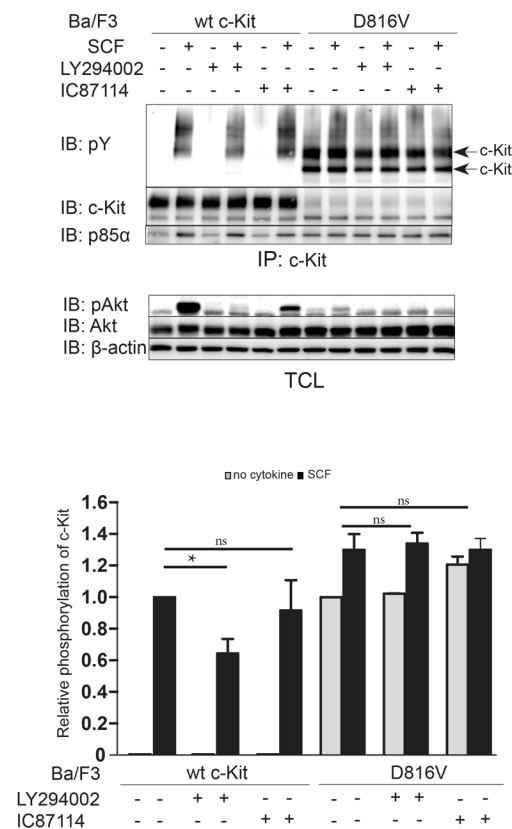 Ba/F3 wt c-Kit D816V
SCF - + - + - + - + - + - +
LY294002 - - + + - - - - + + - -
IC87114 - - - - + + - - - - + +
IB: pY
c-Kit
c-Kit
IB: c-Kit
IB: p85α
IP: c-Kit
IB: pAkt
IB: Akt
IB: β-actin
TCL
no cytokine SCF
Relative phosphorylation of c-Kit
1.6
1.4
1.2
1.0
0.8
0.6
0.4
0.2
0
ns
*
ns
ns
Ba/F3 wt c-Kit D816V
LY294002 - - + + - - - - + + - -
IC87114 - - - - + + - - - - + +